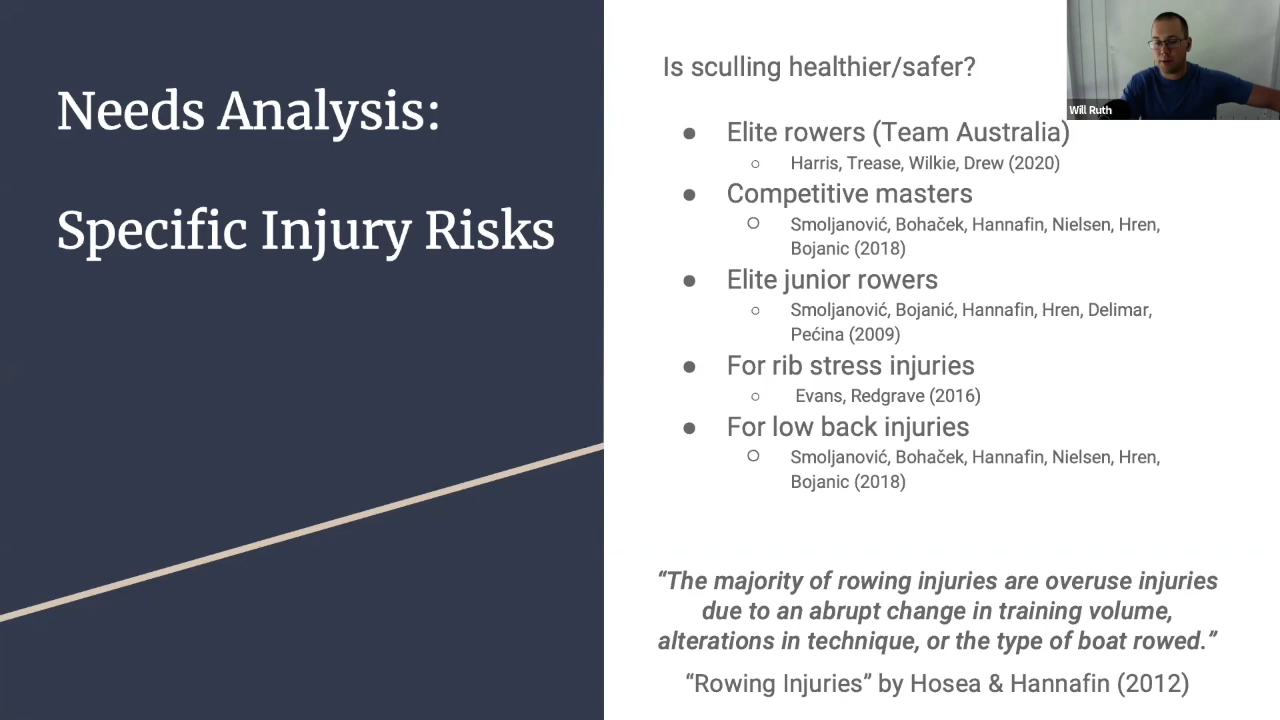 Needs Analysis:
Specific Injury Risks
Is sculling healthier/safer?
● Elite rowers (Team Australia)
○ Harris, Trease, Wilkie, Drew (2020)
● Competitive masters
○ Smoljanović, Bohaček, Hannafin, Nielsen, Hren,
Bojanic (2018)
● Elite junior rowers
○ Smoljanović, Bojanić, Hannafin, Hren, Delimar,
Pećina (2009)
● For rib stress injuries
○ Evans, Redgrave (2016)
● For low back injuries
○ Smoljanović, Bohaček, Hannafin, Nielsen, Hren,
Bojanic (2018)
“The majority of rowing injuries are overuse injuries
due to an abrupt change in training volume,
alterations in technique, or the type of boat rowed.”
“Rowing Injuries” by Hosea & Hannafin (2012)
Will Ruth